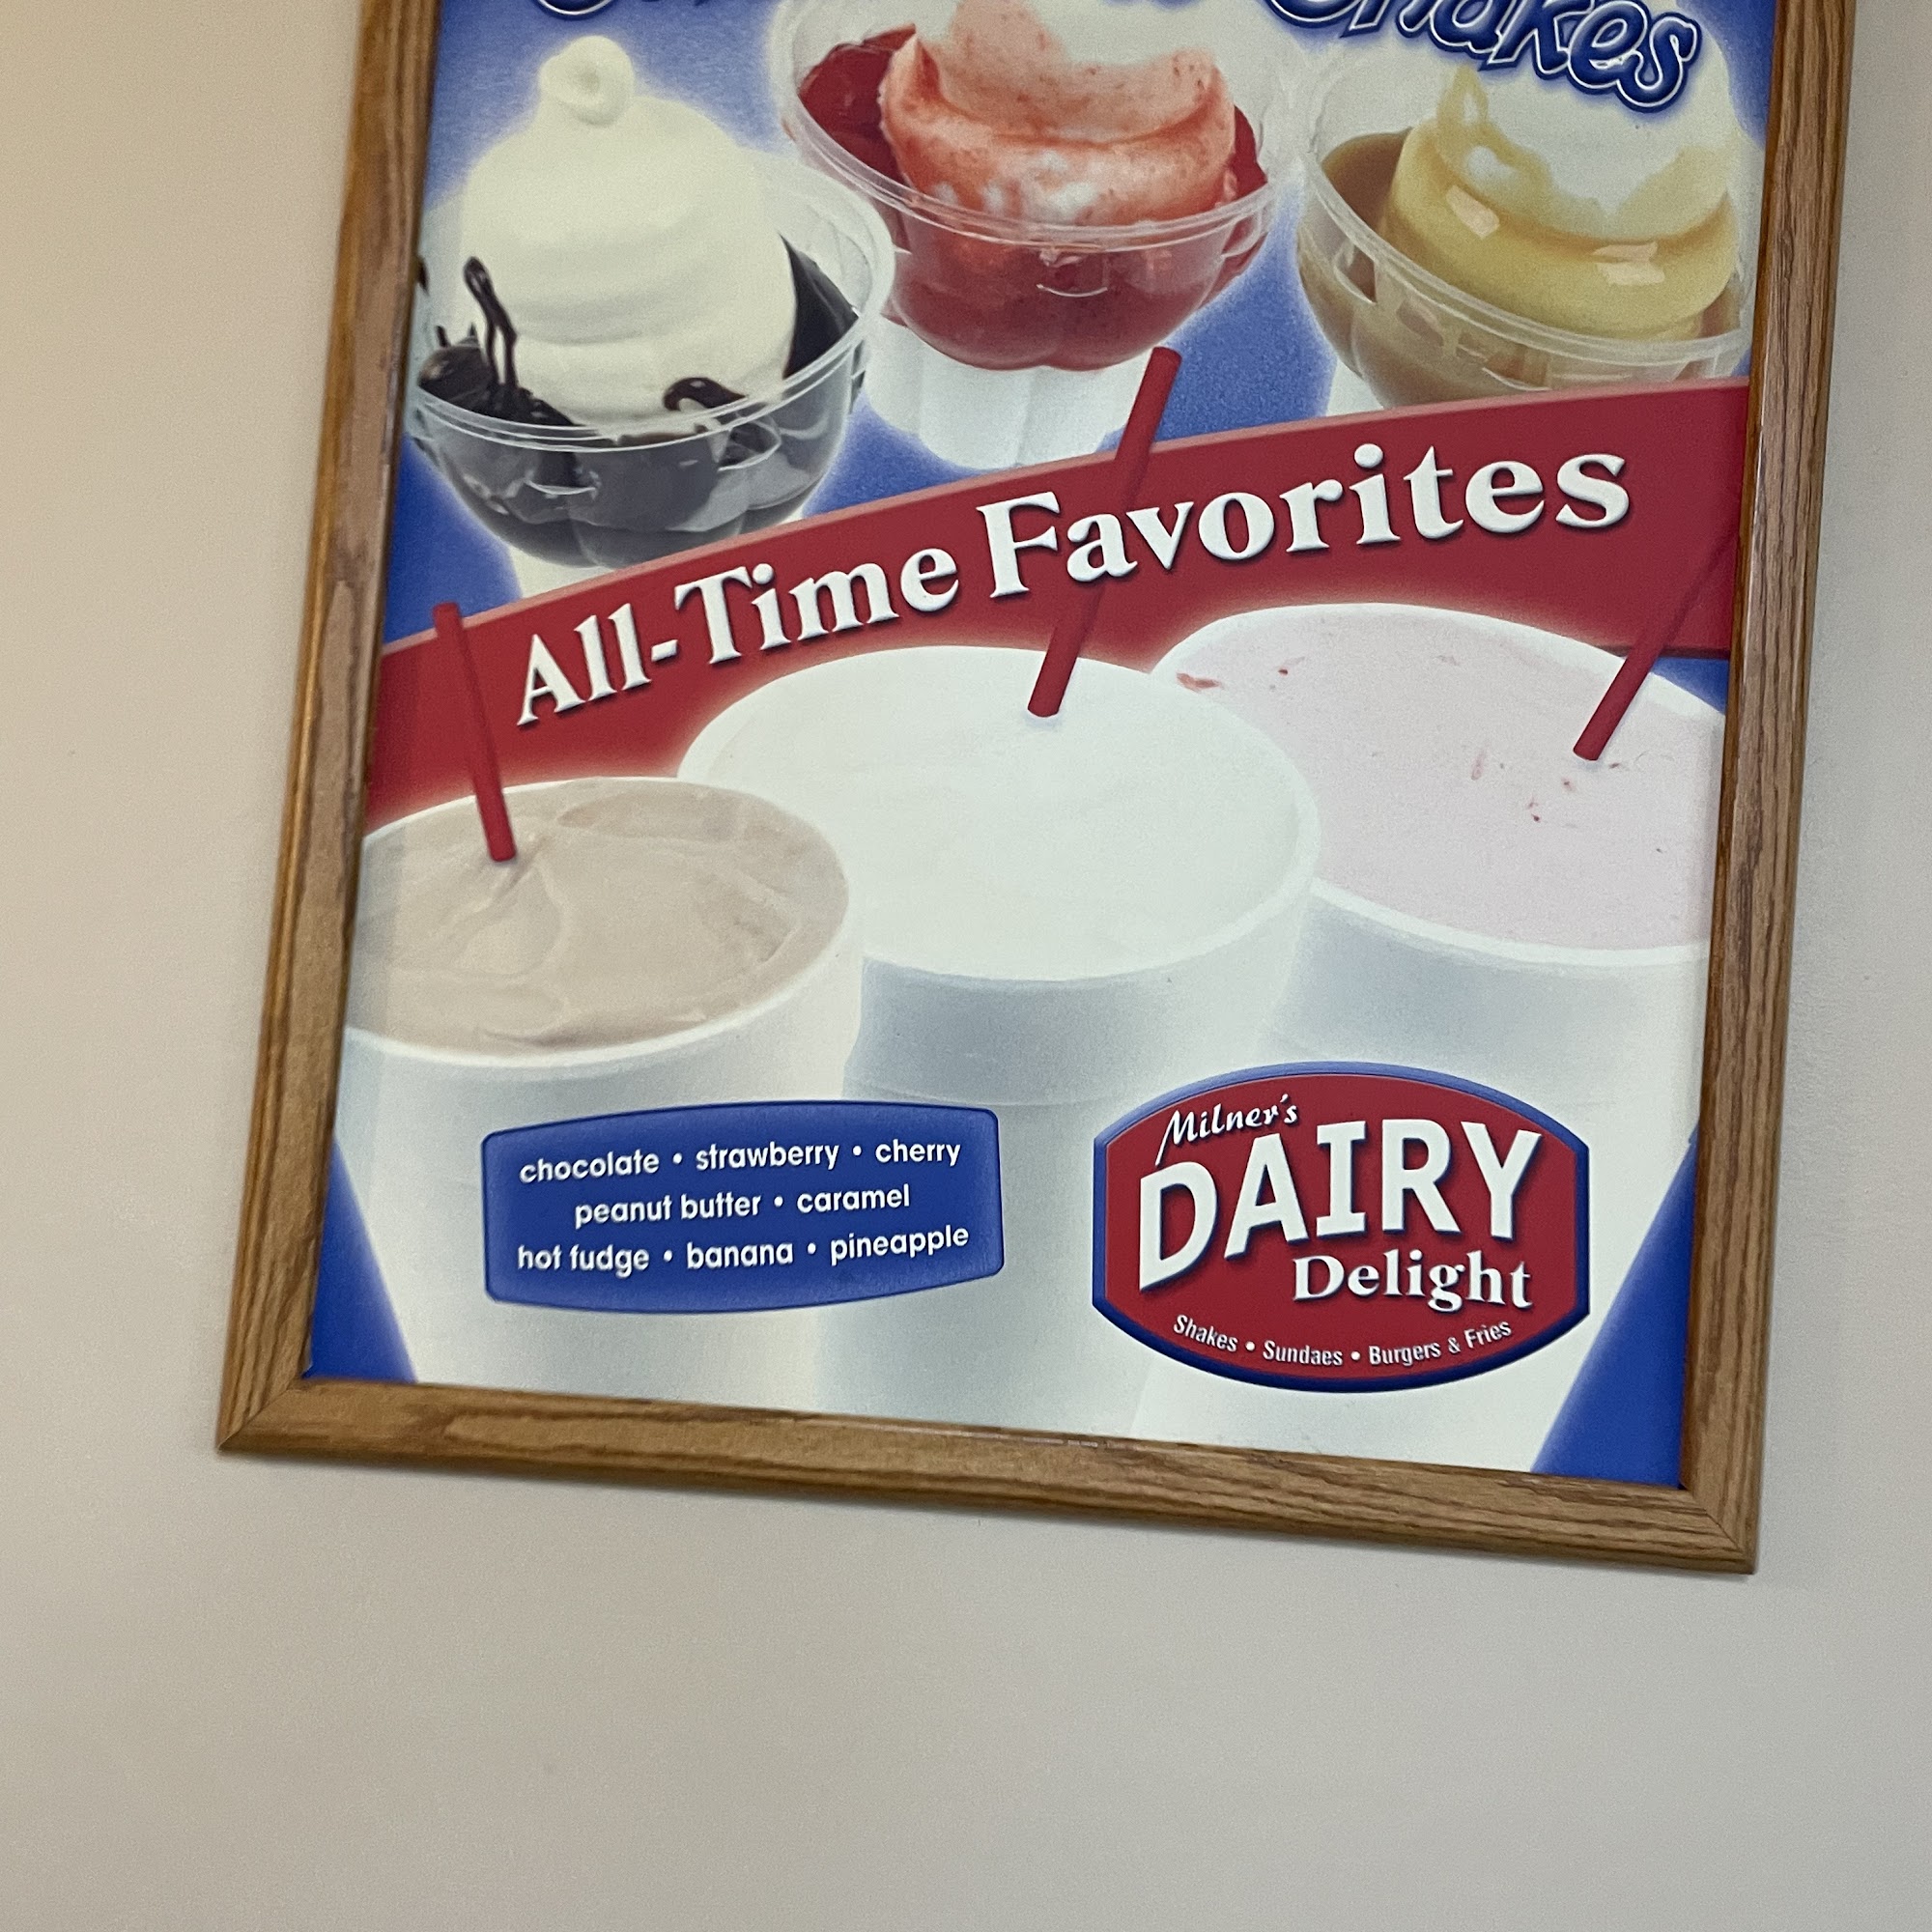 Shakes
All-Time Favorites
chocolate • strawberry • cherry
peanut butter • caramel
hot fudge • banana • pineapple
Milner's
DAIRY
Delight
Shakes • Sundaes • Burgers & Fries